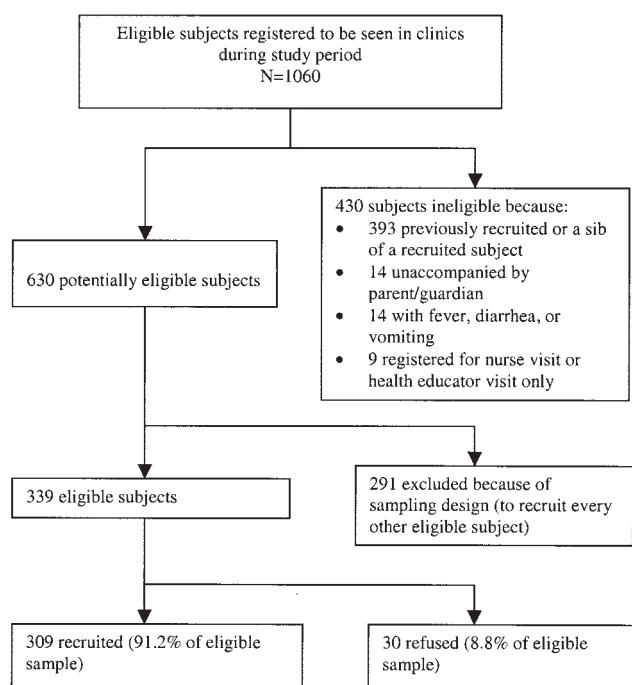 Eligible subjects registered to be seen in clinics
during study period
N=1060
430 subjects ineligible because:
• 393 previously recruited or a sib
of a recruited subject
• 14 unaccompanied by
parent/guardian
• 14 with fever, diarrhea, or
vomiting
• 9 registered for nurse visit or
health educator visit only
630 potentially eligible subjects
339 eligible subjects
291 excluded because of
sampling design (to recruit every
other eligible subject)
309 recruited (91.2% of eligible
sample)
30 refused (8.8% of eligible
sample)